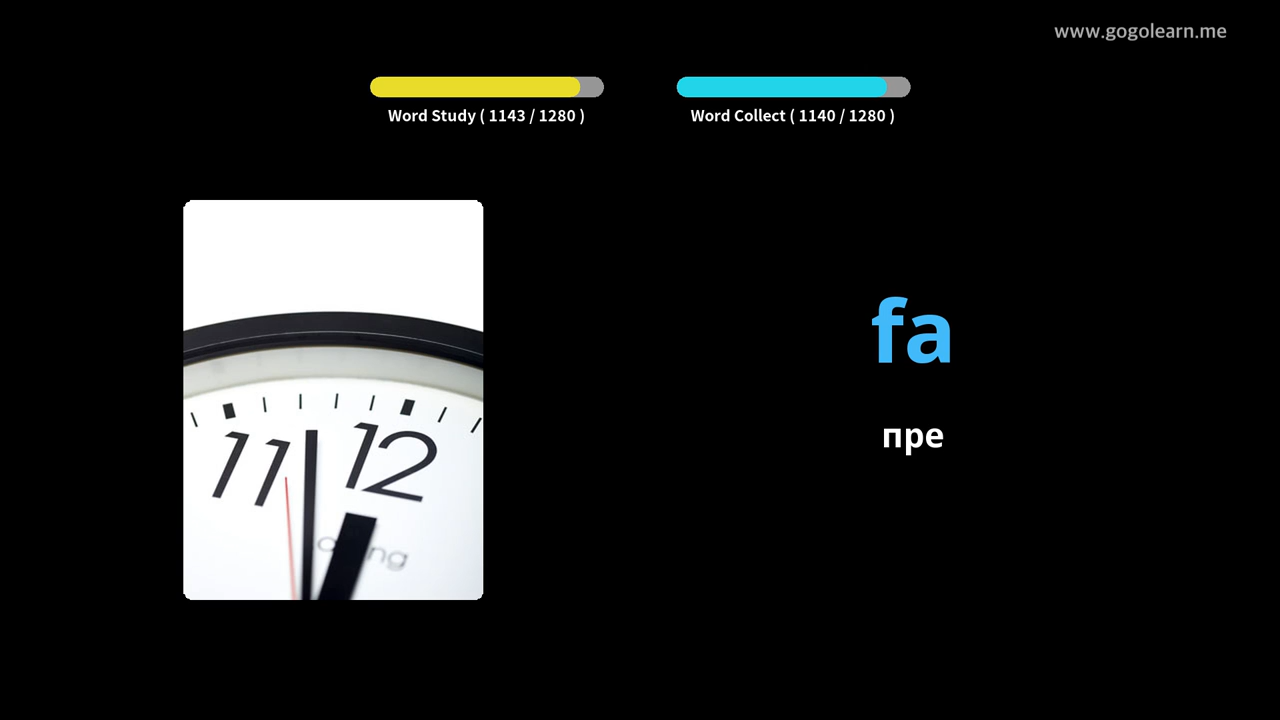 www.gogolearn.me
Word Study ( 1143 / 1280 )
Word Collect ( 1140 / 1280 )
11 12
fa
пре